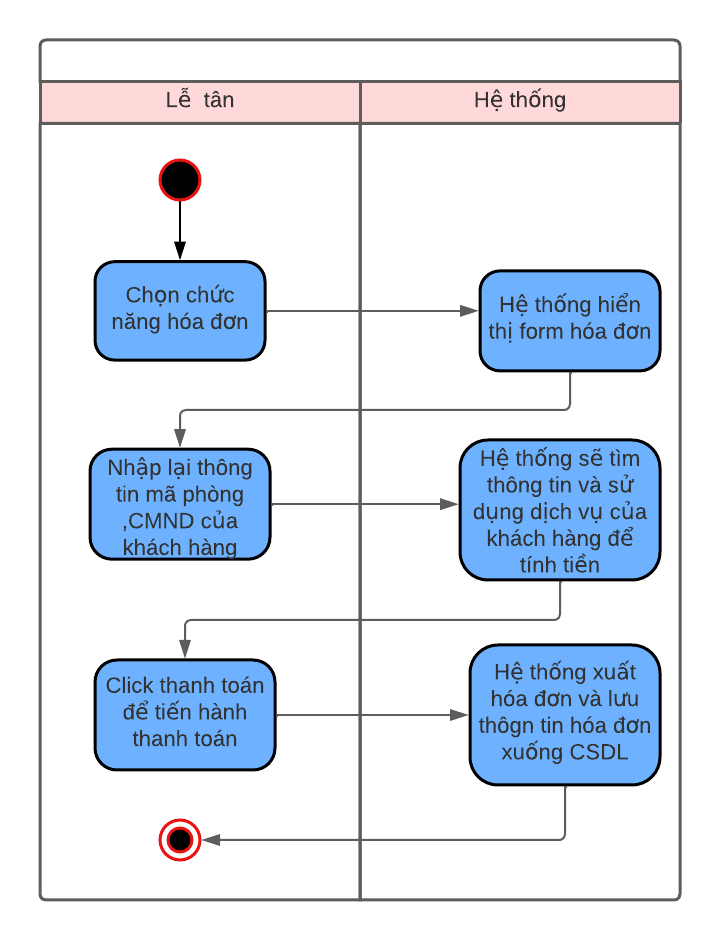 Lễ tân
Hệ thống
Chọn chức
năng hóa đơn
Hệ thống hiển
thị form hóa đơn
Nhập lại thông
tin mã phòng
,CMND của
khách hàng
Hệ thống sẽ tìm
thông tin và sử
dụng dịch vụ của
khách hàng để
tính tiền
Click thanh toán
để tiến hành
thanh toán
Hệ thống xuất
hóa đơn và lưu
thôgn tin hóa đơn
xuống CSDL